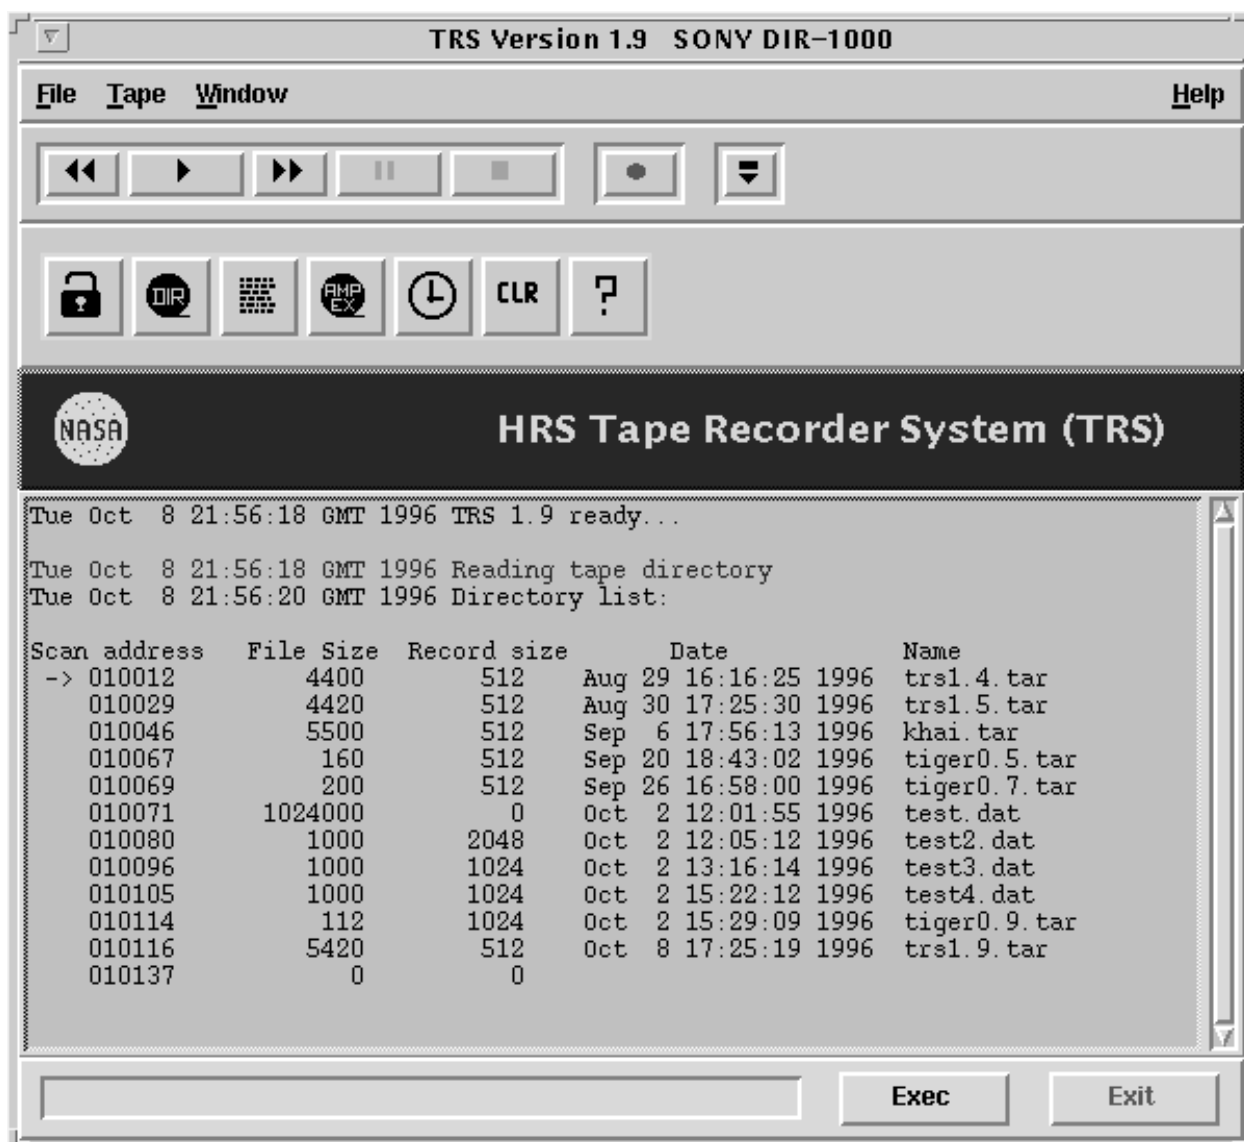 TRS Version 1.9   SONY DIR-1000
File   Tape   Window   Help
DIR   AMPEX   CLR   ?
NASA   HRS Tape Recorder System (TRS)
Tue Oct  8 21:56:18 GMT 1996 TRS 1.9 ready...
Tue Oct  8 21:56:18 GMT 1996 Reading tape directory
Tue Oct  8 21:56:20 GMT 1996 Directory list:
Scan address   File Size  Record size       Date            Name
 -> 010012         4400        512    Aug 29 16:16:25 1996  trs1.4.tar
    010029         4420        512    Aug 30 17:25:30 1996  trs1.5.tar
    010046         5500        512    Sep  6 17:56:13 1996  khai.tar
    010067          160        512    Sep 20 18:43:02 1996  tiger0.5.tar
    010069          200        512    Sep 26 16:58:00 1996  tiger0.7.tar
    010071      1024000          0    Oct  2 12:01:55 1996  test.dat
    010080         1000       2048    Oct  2 12:05:12 1996  test2.dat
    010096         1000       1024    Oct  2 13:16:14 1996  test3.dat
    010105         1000       1024    Oct  2 15:22:12 1996  test4.dat
    010114          112       1024    Oct  2 15:29:09 1996  tiger0.9.tar
    010116         5420        512    Oct  8 17:25:19 1996  trs1.9.tar
    010137            0          0
Exec   Exit